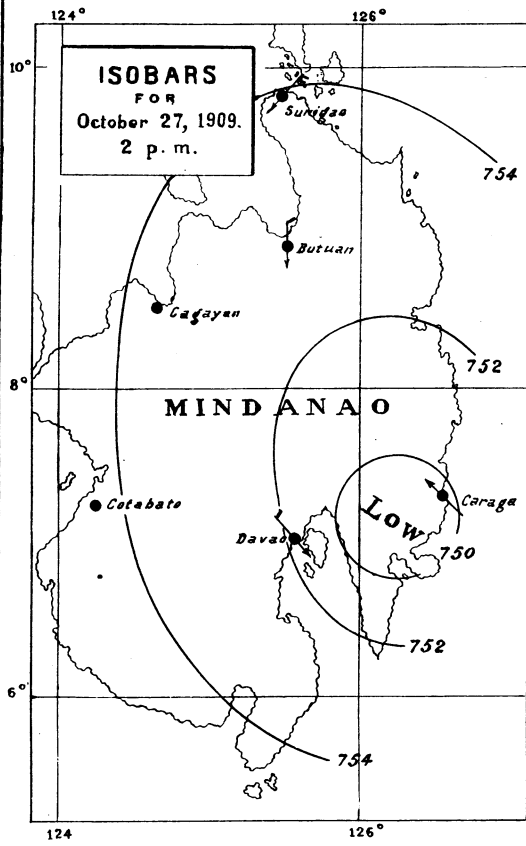 124°
126°
10°
ISOBARS
FOR
October 27, 1909.
2 p. m.
Surigao
754
Butuan
Cagayan
752
8°
MINDANAO
Cotabato
Caraga
Low
Davao
750
752
6°
754
124
126°